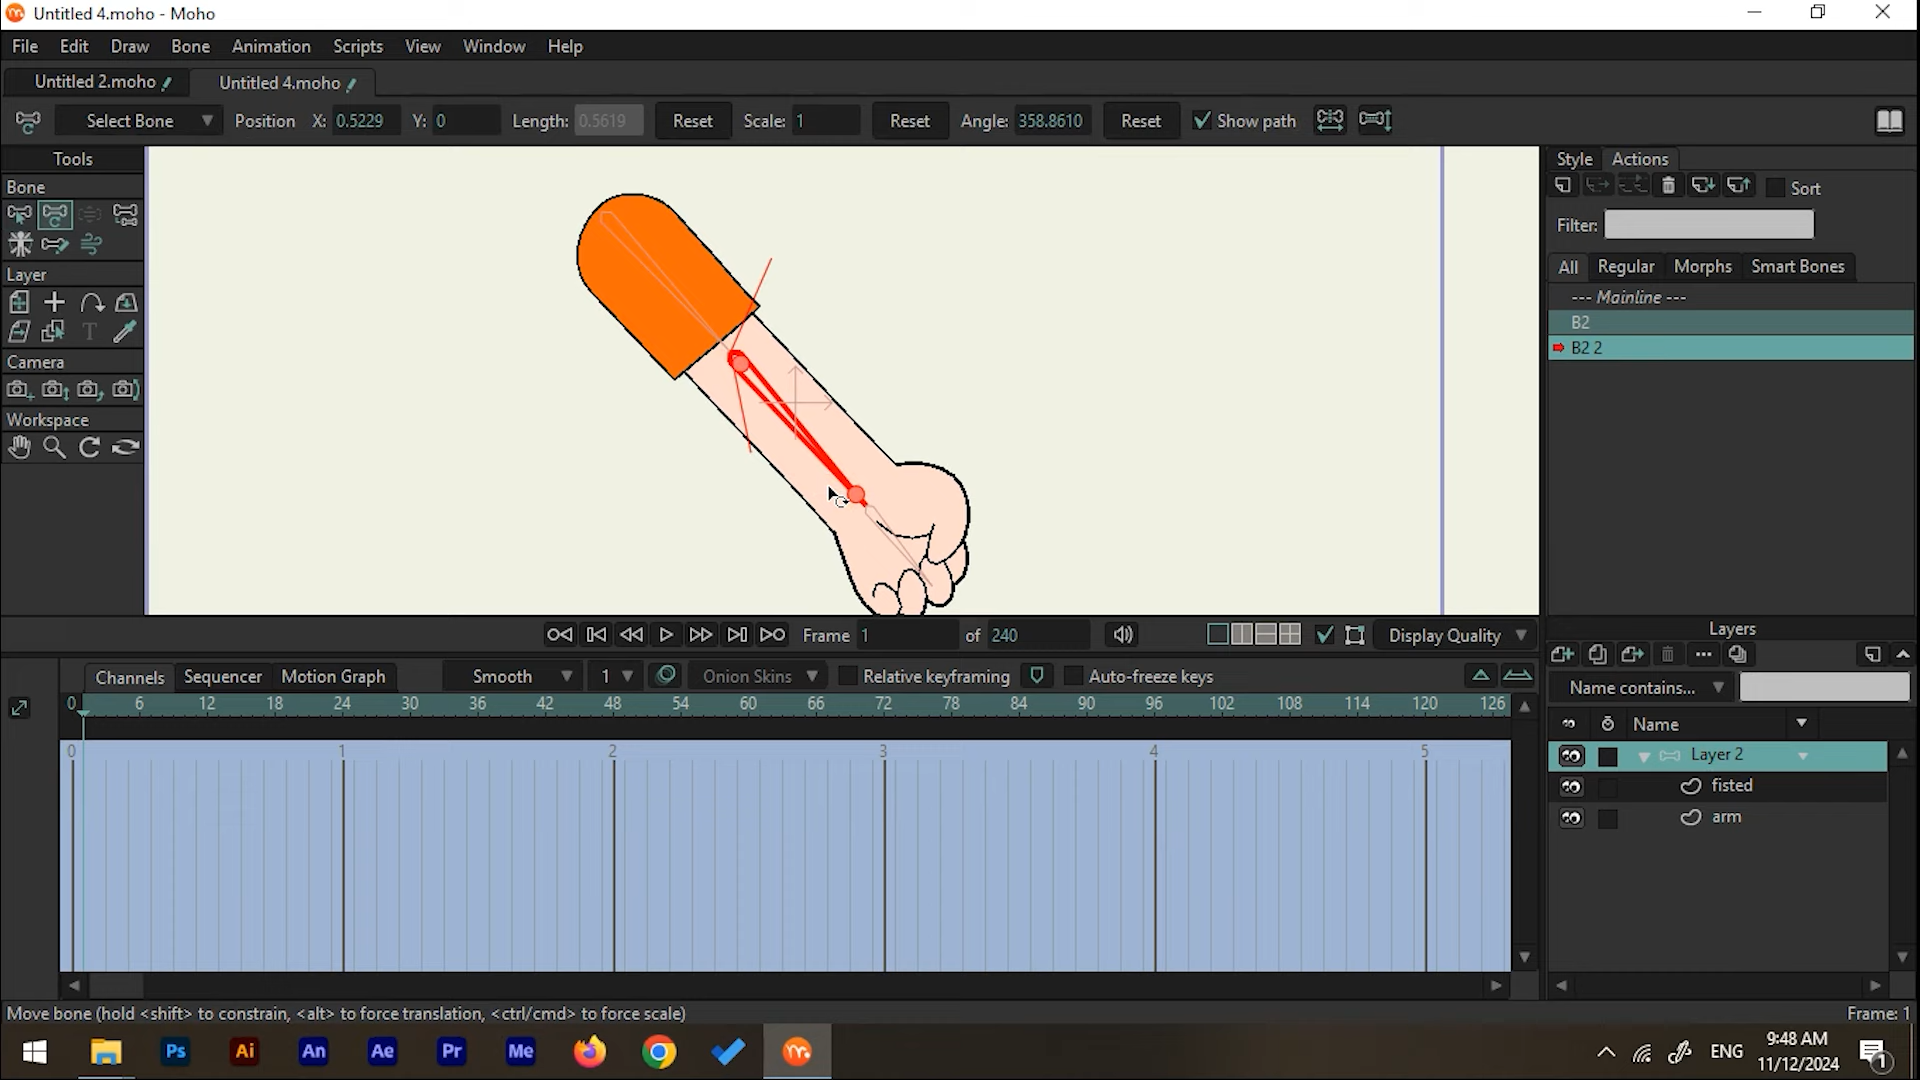 Untitled 4.moho - Moho
File Edit Draw Bone Animation Scripts View Window Help
Untitled 2.moho Untitled 4.moho
Select Bone Position X: 0.5229 Y: 0 Length: 0.5619 Reset Scale: 1 Reset Angle: 358.8610 Reset Show path
Tools
Bone
Layer
T
Camera
Workspace
Style Actions
Sort
Filter:
All Regular Morphs Smart Bones
--- Mainline ---
B2
B2 2
Frame 1 of 240 Display Quality
Channels Sequencer Motion Graph Smooth 1 Onion Skins Relative keyframing Auto-freeze keys
0 6 12 18 24 30 36 42 48 54 60 66 72 78 84 90 96 102 108 114 120 126
0 1 2 3 4 5
Layers
Name contains...
Name
Layer 2
fisted
arm
Move bone (hold <shift> to constrain, <alt> to force translation, <ctrl/cmd> to force scale)
Frame: 1
Ps Ai An Ae Pr Me
ENG
9:48 AM
11/12/2024
1